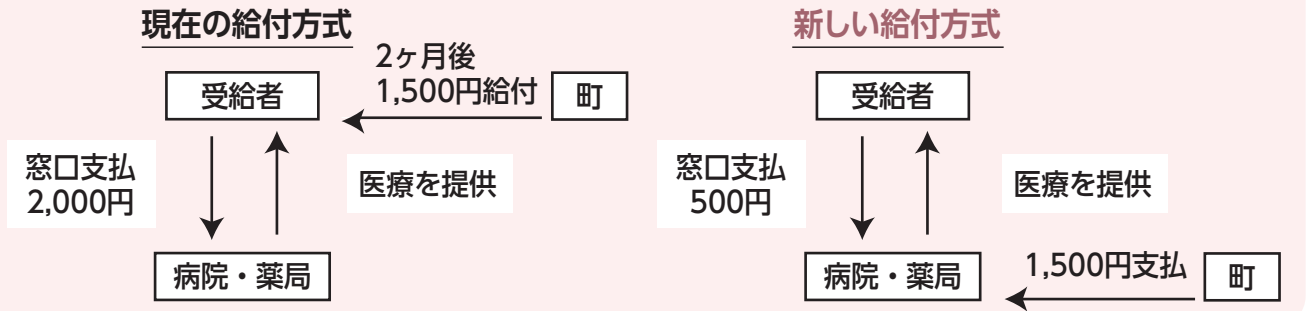 現在の給付方式
2ヶ月後
1,500円給付
受給者
町
窓口支払
2,000円
医療を提供
病院・薬局
新しい給付方式
受給者
窓口支払
500円
医療を提供
病院・薬局
1,500円支払
町